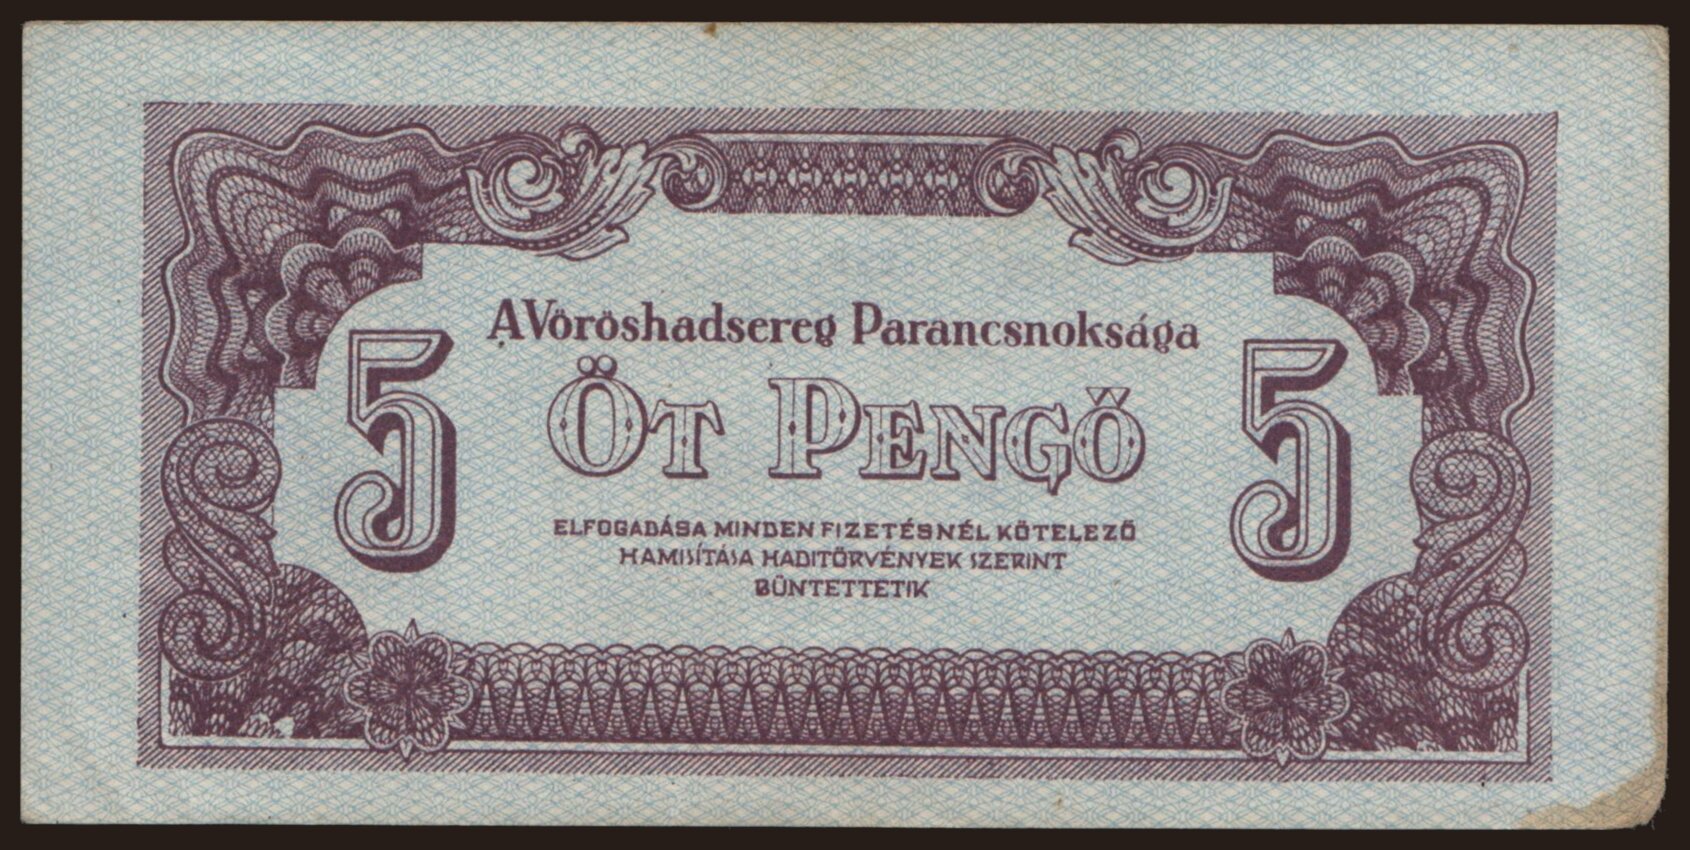 A Vöröshadsereg Parancsnoksága
5 ÖT PENGŐ 5
ELFOGADÁSA MINDEN FIZETÉSNÉL KÖTELEZŐ
HAMISÍTÁSA HADITÖRVÉNYEK SZERINT
BÜNTETTETIK